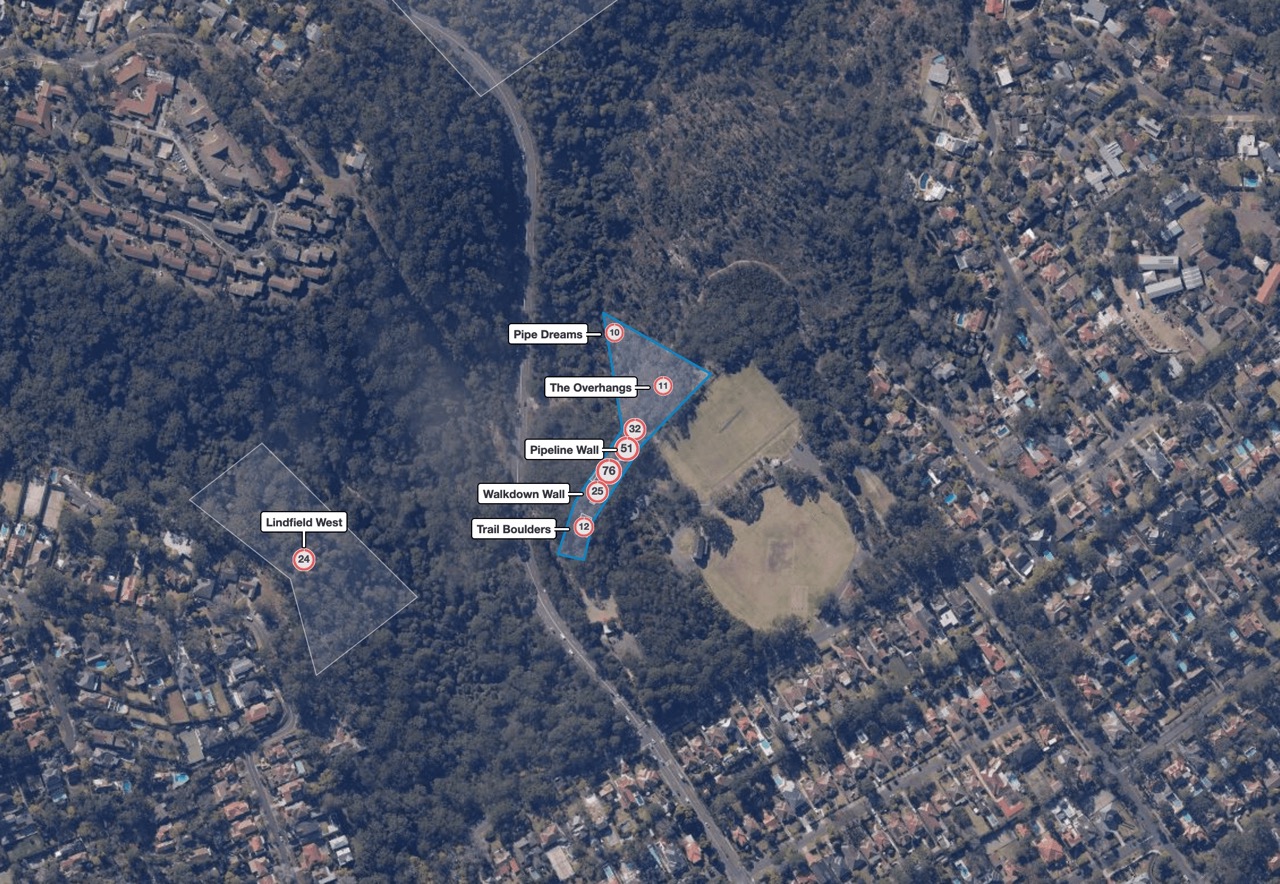 Pipe Dreams
10
The Overhangs
11
32
Pipeline Wall
51
76
Walkdown Wall
25
Trail Boulders
12
Lindfield West
24